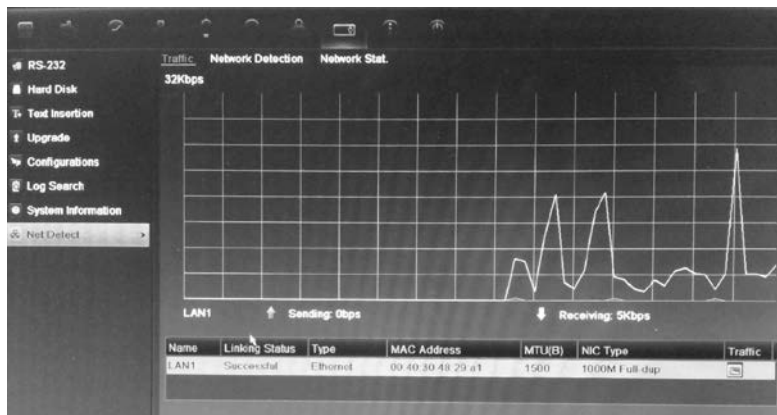 Traffic Network Detection Network Stat.
32Kbps
RS-232
Hard Disk
Text Insertion
Upgrade
Configurations
Log Search
System Information
Net Detect
LAN1 Sending: 0bps Receiving: 5Kbps
Name Linking Status Type MAC Address MTU(B) NIC Type Traffic
LAN1 Successful Ethernet 00:40:30:48:29:a1 1500 1000M Full-dup